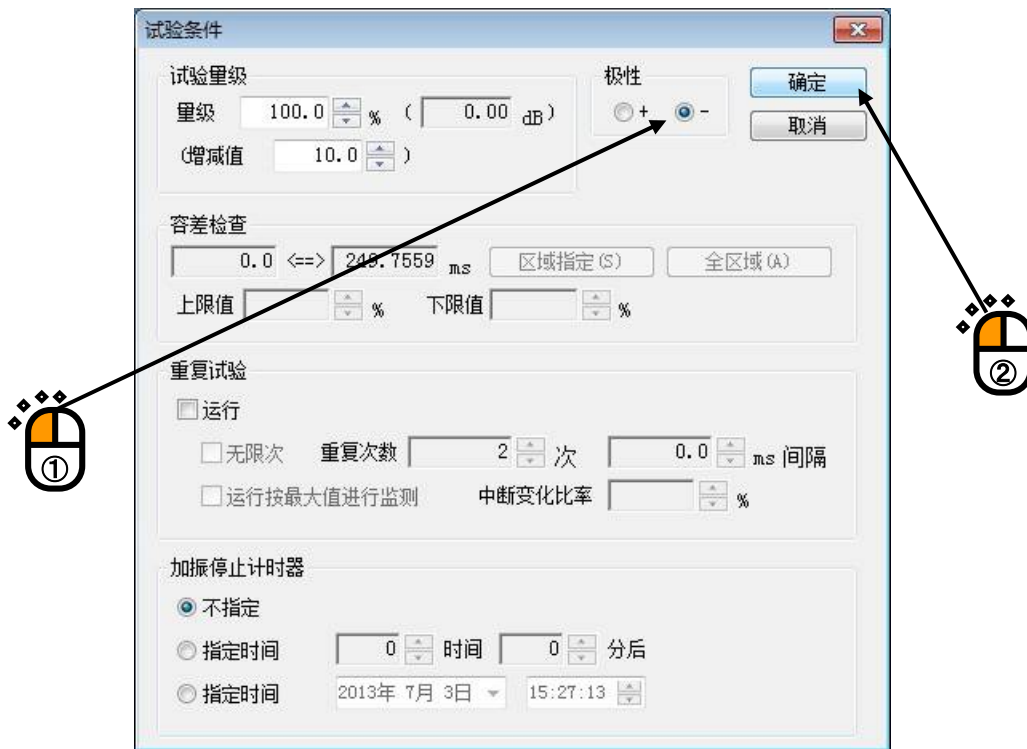 试验条件
试验量级
量级 100.0 % ( 0.00 dB )
(增减值 10.0 )
极性
+ -
确定
取消
容差检查
0.0 <==> 249.7559 ms 区域指定(S) 全区域(A)
上限值 % 下限值 %
重复试验
运行
无限次 重复次数 2 次 0.0 ms 间隔
运行按最大值进行监测 中断变化比率 %
加振停止计时器
不指定
指定时间 0 时间 0 分后
指定时间 2013年 7月 3日 15:27:13
①
②